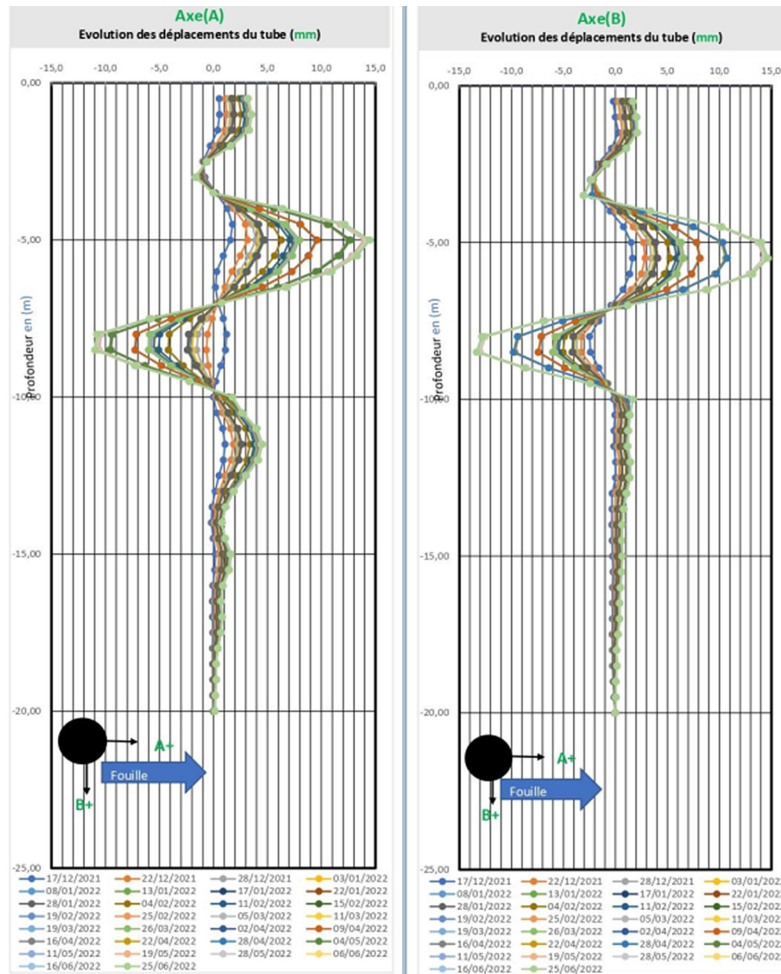 Axe(A)
Evolution des déplacements du tube (mm)
-15,0 -10,0 -5,0 0,0 5,0 10,0 15,0
0,00
-5,00
-10,00
-15,00
-20,00
-25,00
Profondeur en (m)
A+
B+
Fouille
17/12/2021 22/12/2021 28/12/2021 03/01/2022
08/01/2022 13/01/2022 17/01/2022 22/01/2022
28/01/2022 04/02/2022 11/02/2022 15/02/2022
19/02/2022 25/02/2022 05/03/2022 11/03/2022
19/03/2022 26/03/2022 02/04/2022 09/04/2022
16/04/2022 22/04/2022 28/04/2022 04/05/2022
11/05/2022 19/05/2022 28/05/2022 06/06/2022
16/06/2022 25/06/2022
Axe(B)
Evolution des déplacements du tube (mm)
-15,0 -10,0 -5,0 0,0 5,0 10,0 15,0
0,00
-5,00
-10,00
-15,00
-20,00
-25,00
Profondeur en (m)
A+
B+
Fouille
17/12/2021 22/12/2021 28/12/2021 03/01/2022
08/01/2022 13/01/2022 17/01/2022 22/01/2022
28/01/2022 04/02/2022 11/02/2022 15/02/2022
19/02/2022 25/02/2022 05/03/2022 11/03/2022
19/03/2022 26/03/2022 02/04/2022 09/04/2022
16/04/2022 22/04/2022 28/04/2022 04/05/2022
11/05/2022 19/05/2022 28/05/2022 06/06/2022
16/06/2022 25/06/2022